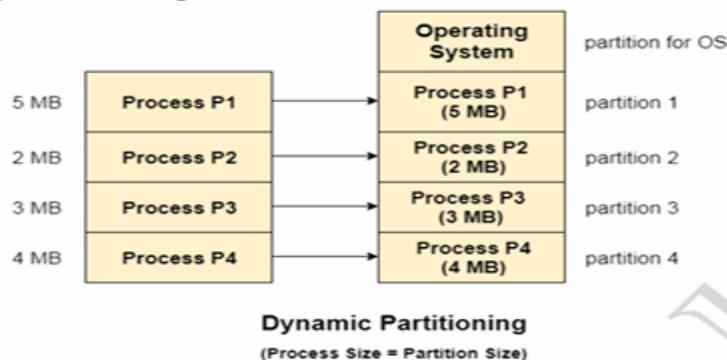 Operating
System
partition for OS
5 MB
Process P1
Process P1
(5 MB)
partition 1
2 MB
Process P2
Process P2
(2 MB)
partition 2
3 MB
Process P3
Process P3
(3 MB)
partition 3
4 MB
Process P4
Process P4
(4 MB)
partition 4
Dynamic Partitioning
(Process Size = Partition Size)